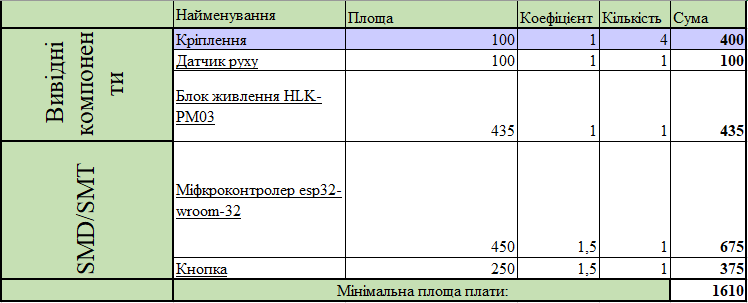 Найменування Площа Коефіцієнт Кількість Сума
Вивідні
компонен
ти
Кріплення 100 1 4 400
Датчик руху 100 1 1 100
Блок живлення HLK-
PM03 435 1 1 435
SMD/SMT
Міфкроконтролер esp32-
wroom-32 450 1,5 1 675
Кнопка 250 1,5 1 375
Мінімальна площа плати: 1610